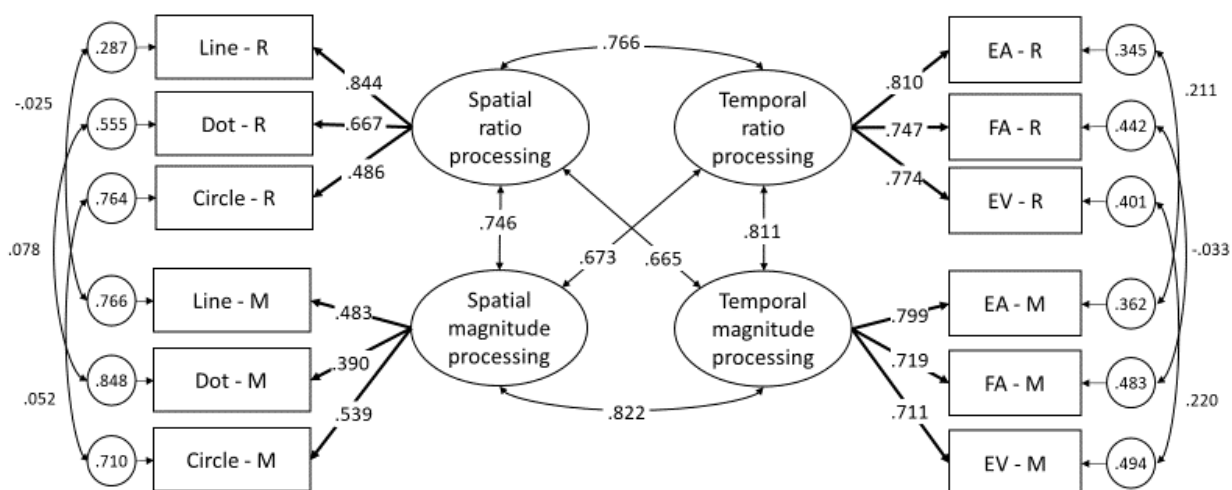 .287
Line - R
.844
.766
.810
EA - R
.345
-.025
.211
.555
Dot - R
.667
Spatial
ratio
processing
Temporal
ratio
processing
.747
FA - R
.442
.764
Circle - R
.486
.774
EV - R
.401
.078
.746
.673
.665
.811
-.033
.766
Line - M
.483
Spatial
magnitude
processing
Temporal
magnitude
processing
.799
EA - M
.362
.848
Dot - M
.390
.719
FA - M
.483
.052
.539
.822
.711
.220
.710
Circle - M
EV - M
.494